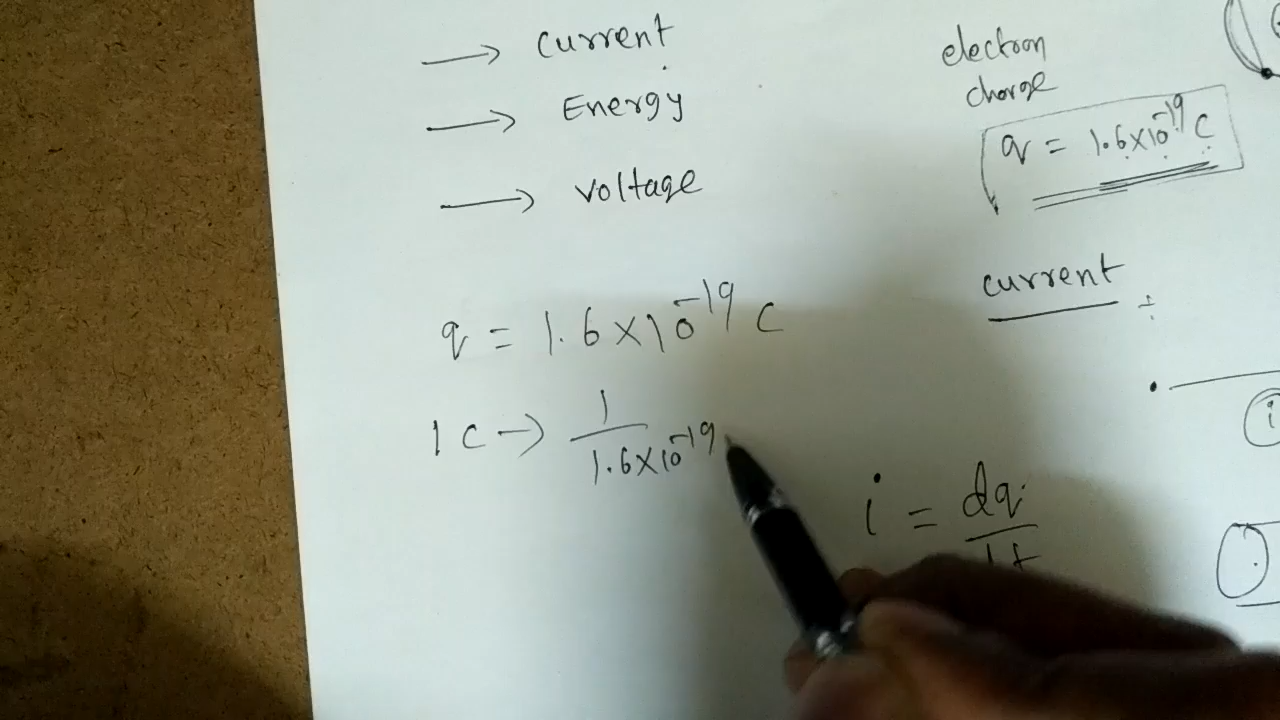 → Current
→ Energy
→ voltage
electron
charge
q = 1.6×10⁻¹⁹ C
q = 1.6×10⁻¹⁹ C
1 C → 1/1.6×10⁻¹⁹
current :
i
i = dq/dt